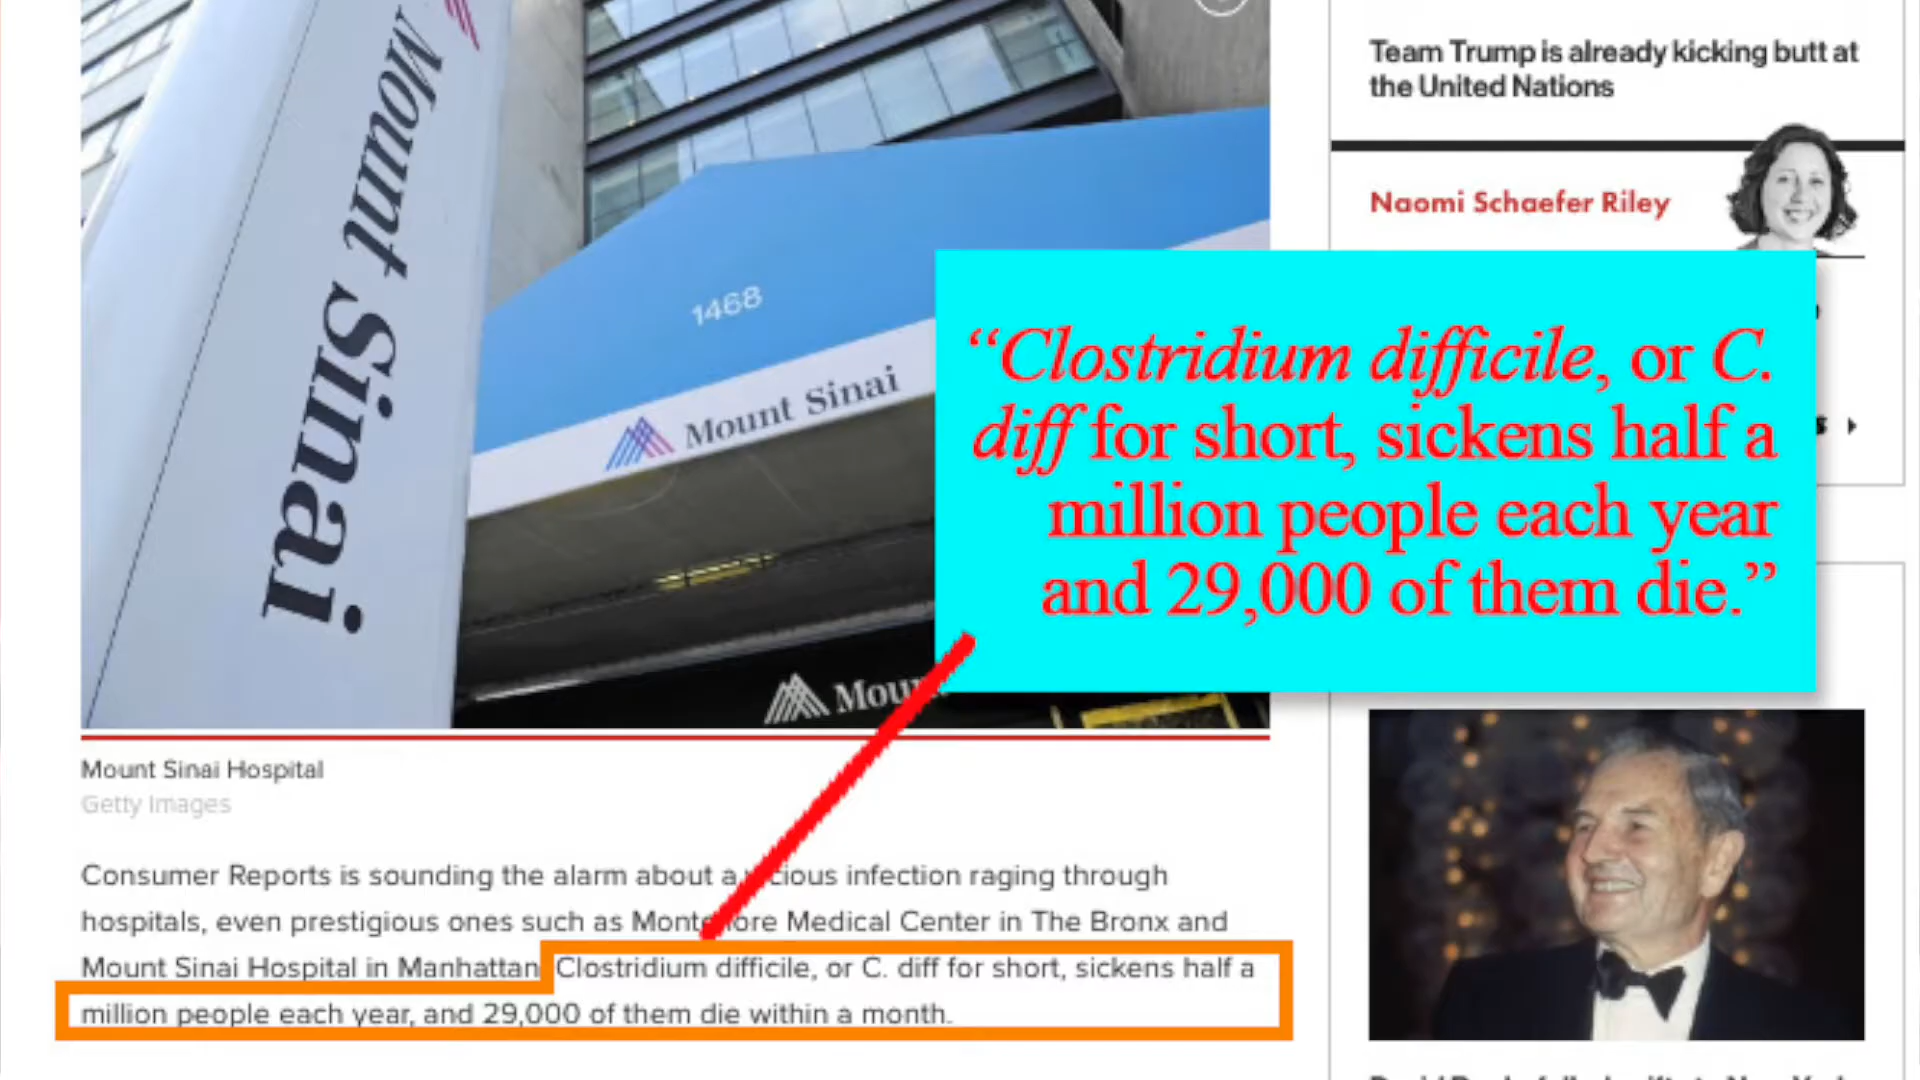 Mount Sinai
1468
Mount Sinai
Mount Sinai Hospital
Getty Images
Consumer Reports is sounding the alarm about a infection raging through
hospitals, even prestigious ones such as Medical Center in The Bronx and
Mount Sinai Hospital in Manhattan
Clostridium difficile, or C. diff for short, sickens half a
million people each year, and 29,000 of them die within a month.
“Clostridium difficile, or C.
diff for short, sickens half a
million people each year
and 29,000 of them die.”
Team Trump is already kicking butt at
the United Nations
Naomi Schaefer Riley